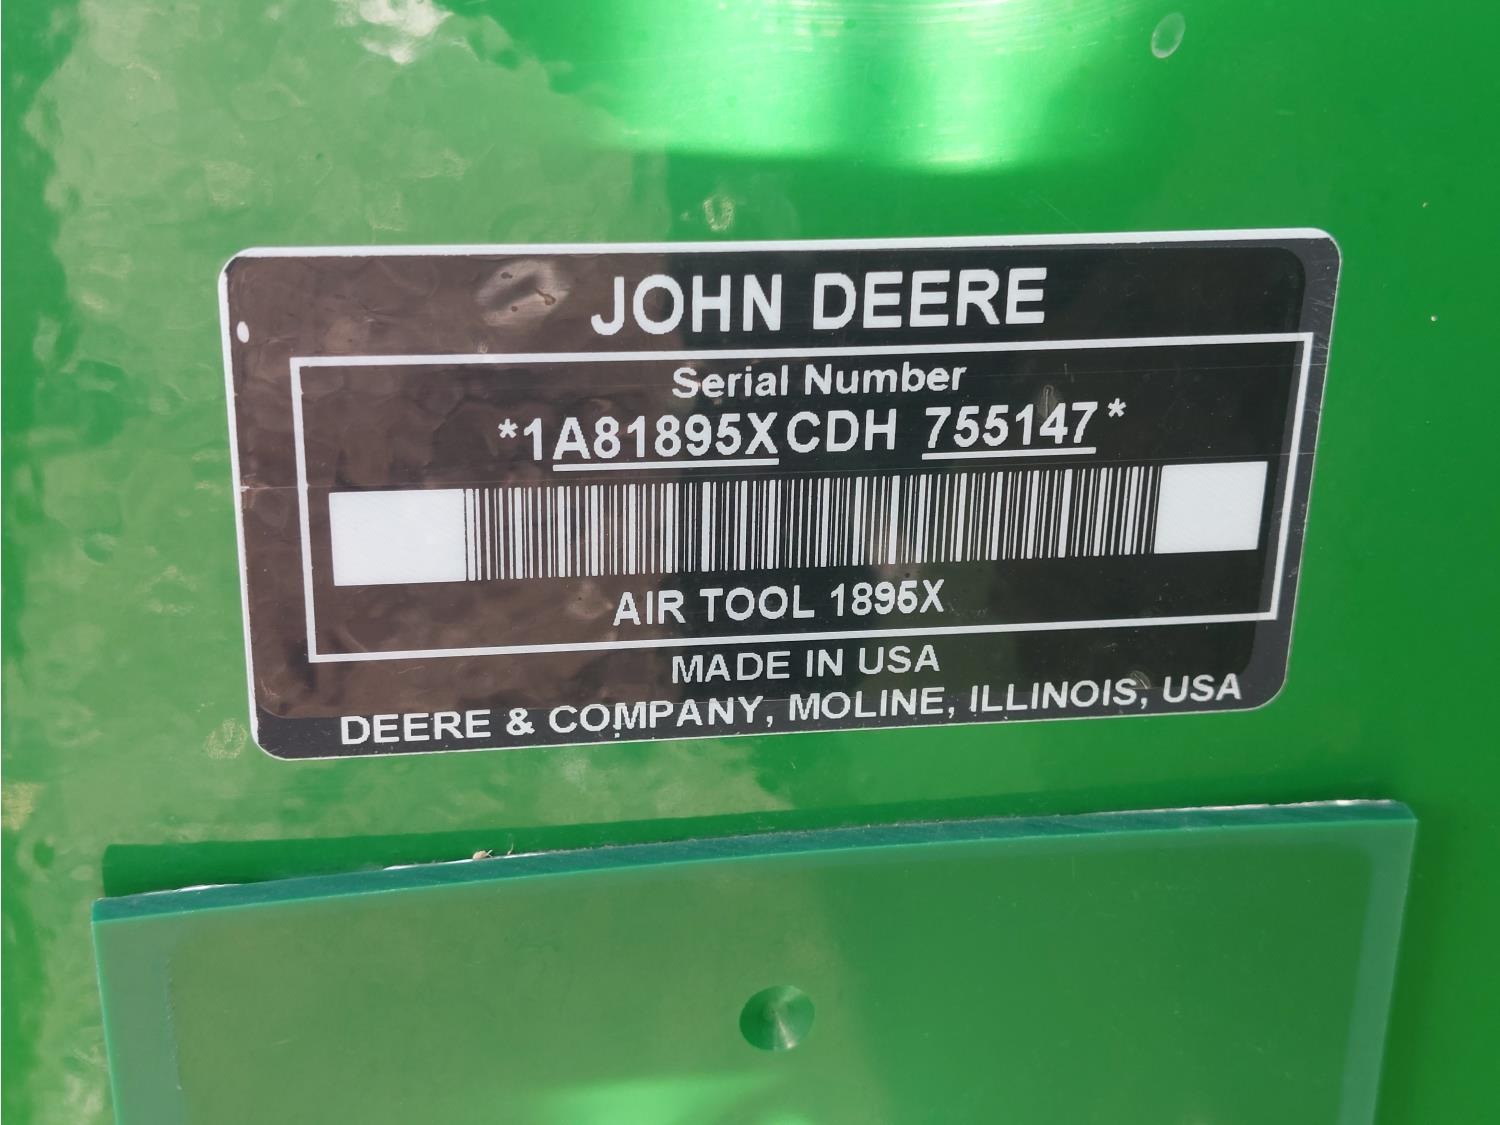 JOHN DEERE
Serial Number
*1A81895XCDH 755147*
AIR TOOL 1895X
MADE IN USA
DEERE & COMPANY, MOLINE, ILLINOIS, USA